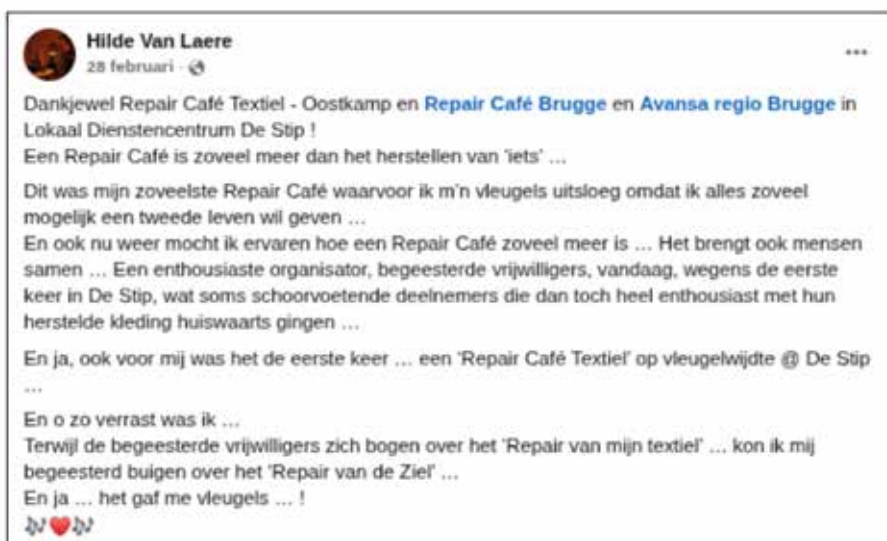 Hilde Van Laere
28 februari ·
Dankjewel Repair Café Textiel - Oostkamp en Repair Café Brugge en Avansa regio Brugge in
Lokaal Dienstencentrum De Stip !
Een Repair Café is zoveel meer dan het herstellen van 'iets' …
Dit was mijn zoveelste Repair Café waarvoor ik m'n vleugels uitsloeg omdat ik alles zoveel
mogelijk een tweede leven wil geven …
En ook nu weer mocht ik ervaren hoe een Repair Café zoveel meer is … Het brengt ook mensen
samen … Een enthousiaste organisator, begeesterde vrijwilligers, vandaag, wegens de eerste
keer in De Stip, wat soms schoorvoetende deelnemers die dan toch heel enthousiast met hun
herstelde kleding huiswaarts gingen …
En ja, ook voor mij was het de eerste keer … een 'Repair Café Textiel' op vleugelwijdte @ De Stip
…
En o zo verrast was ik …
Terwijl de begeesterde vrijwilligers zich bogen over het 'Repair van mijn textiel' … kon ik mij
begeesterd buigen over het 'Repair van de Ziel' …
En ja … het gaf me vleugels … !
🎶❤️🎶